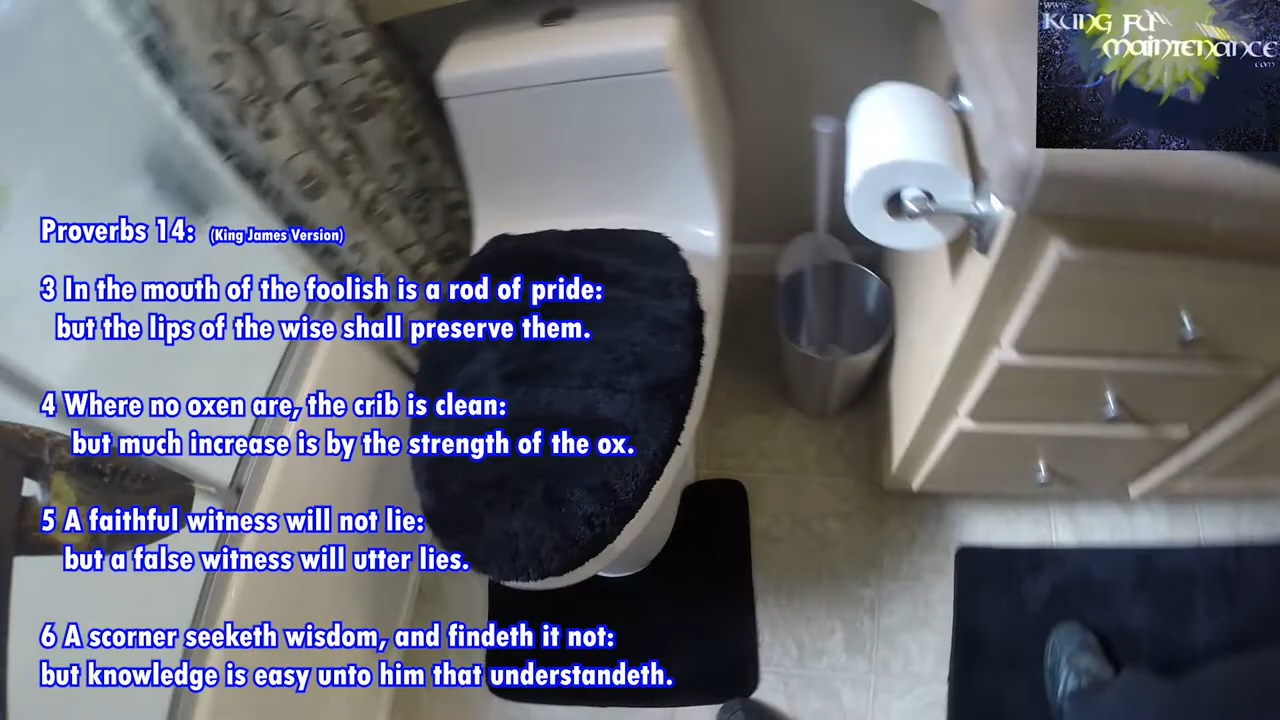 www.
KUNG FU
MAINTENANCE
.com
Proverbs 14: (King James Version)
3 In the mouth of the foolish is a rod of pride:
but the lips of the wise shall preserve them.
4 Where no oxen are, the crib is clean:
but much increase is by the strength of the ox.
5 A faithful witness will not lie:
but a false witness will utter lies.
6 A scorner seeketh wisdom, and findeth it not:
but knowledge is easy unto him that understandeth.